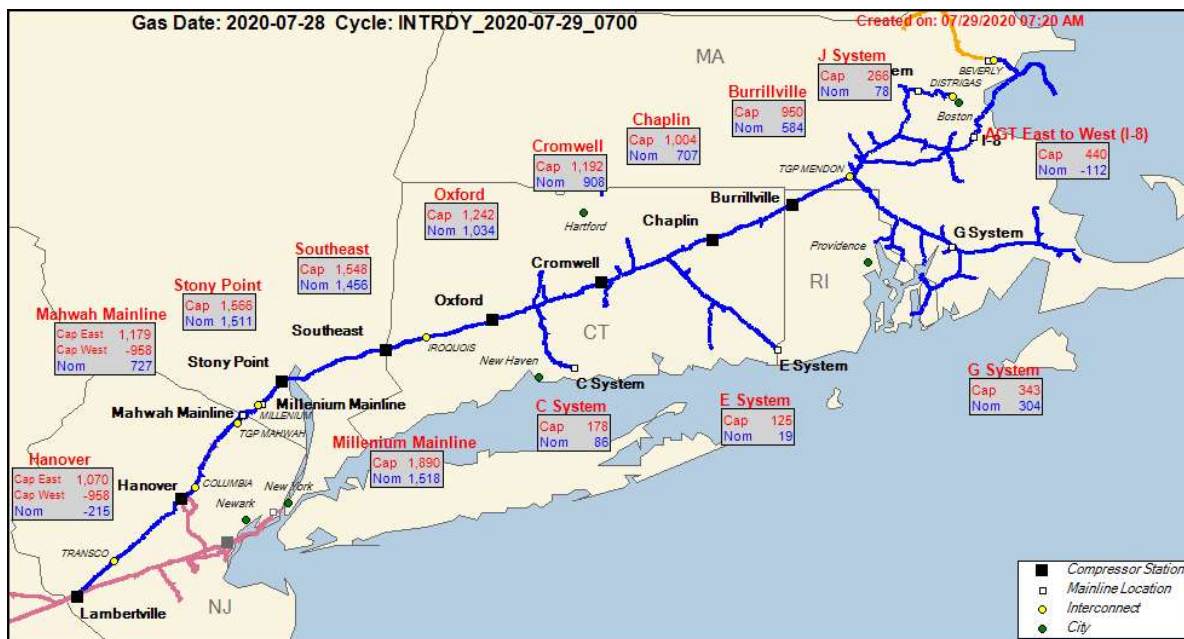 Gas Date: 2020-07-28 Cycle: INTRDY_2020-07-29_0700
Created on: 07/29/2020 07:20 AM
MA
J System
Cap 266
Nom 78
BEVERLY
DISTRIGAS
Boston
I-8
AGT East to West (I-8)
Cap 440
Nom -112
Burrillville
Cap 950
Nom 584
Chaplin
Cap 1,004
Nom 707
Cromwell
Cap 1,192
Nom 908
TGP MENDON
Oxford
Cap 1,242
Nom 1,034
Hartford
Burrillville
Chaplin
Providence
G System
Southeast
Cap 1,548
Nom 1,456
Cromwell
RI
Stony Point
Cap 1,566
Nom 1,511
Oxford
CT
Mahwah Mainline
Cap East 1,179
Cap West -958
Nom 727
Southeast
IROQUOIS
New Haven
Stony Point
C System
E System
G System
Cap 343
Nom 304
Mahwah Mainline
Millenium Mainline
MILLENIUM
TGP MAHWAH
C System
Cap 178
Nom 86
E System
Cap 125
Nom 19
Millenium Mainline
Cap 1,890
Nom 1,518
Hanover
Cap East 1,070
Cap West -958
Nom -215
Hanover
COLUMBIA
New York
Newark
TRANSCO
Lambertville
NJ
Compressor Station
Mainline Location
Interconnect
City